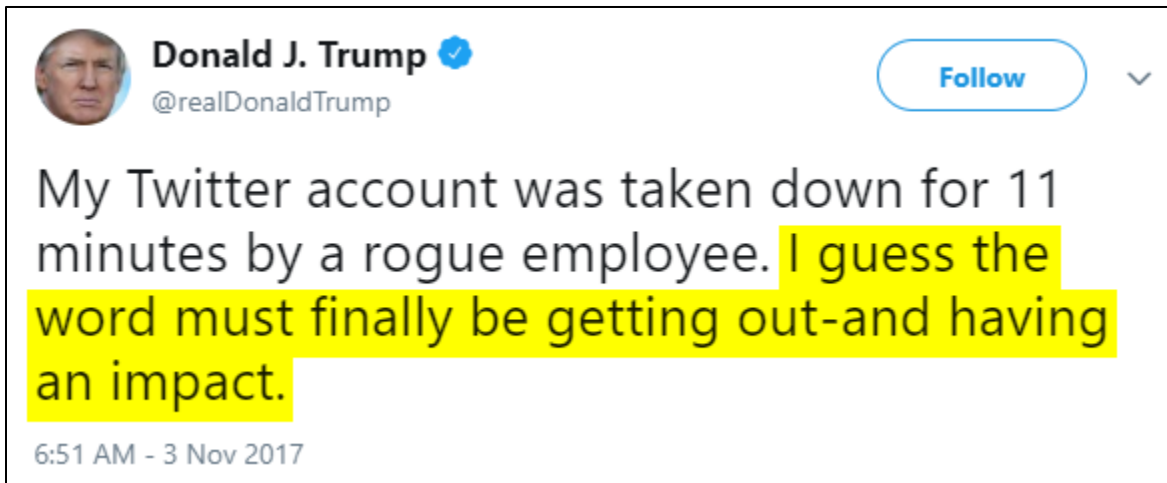 Donald J. Trump
@realDonaldTrump
Follow
My Twitter account was taken down for 11
minutes by a rogue employee. I guess the
word must finally be getting out-and having
an impact.
6:51 AM - 3 Nov 2017